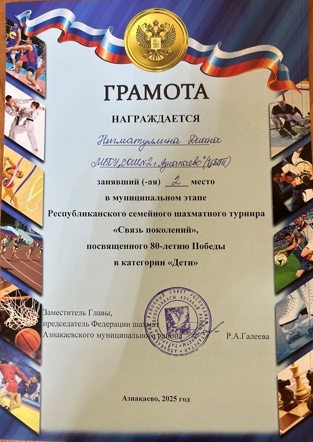 ГРАМОТА
НАГРАЖДАЕТСЯ
Нигматуллина Диана
МБОУ "СОШ №2 г. Азнакаево"
занявший (-ая) 2 место
в муниципальном этапе
Республиканского семейного шахматного турнира
«Связь поколений»,
посвященного 80-летию Победы
в категории «Дети»
Заместитель Главы,
председатель Федерации шахмат
Азнакаевского муниципального района Р.А.Галеева
Азнакаево, 2025 год